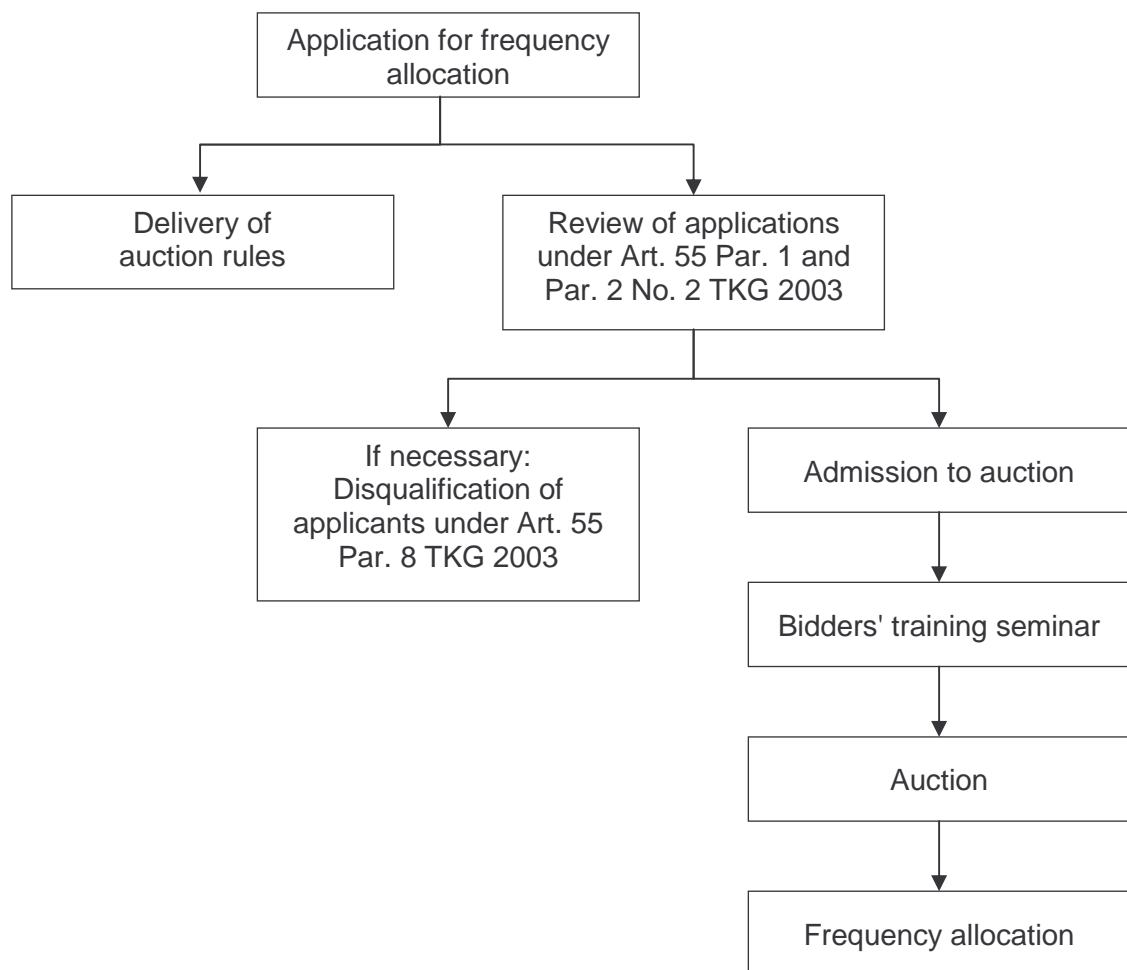 Application for frequency
allocation
Delivery of
auction rules
Review of applications
under Art. 55 Par. 1 and
Par. 2 No. 2 TKG 2003
If necessary:
Disqualification of
applicants under Art. 55
Par. 8 TKG 2003
Admission to auction
Bidders' training seminar
Auction
Frequency allocation